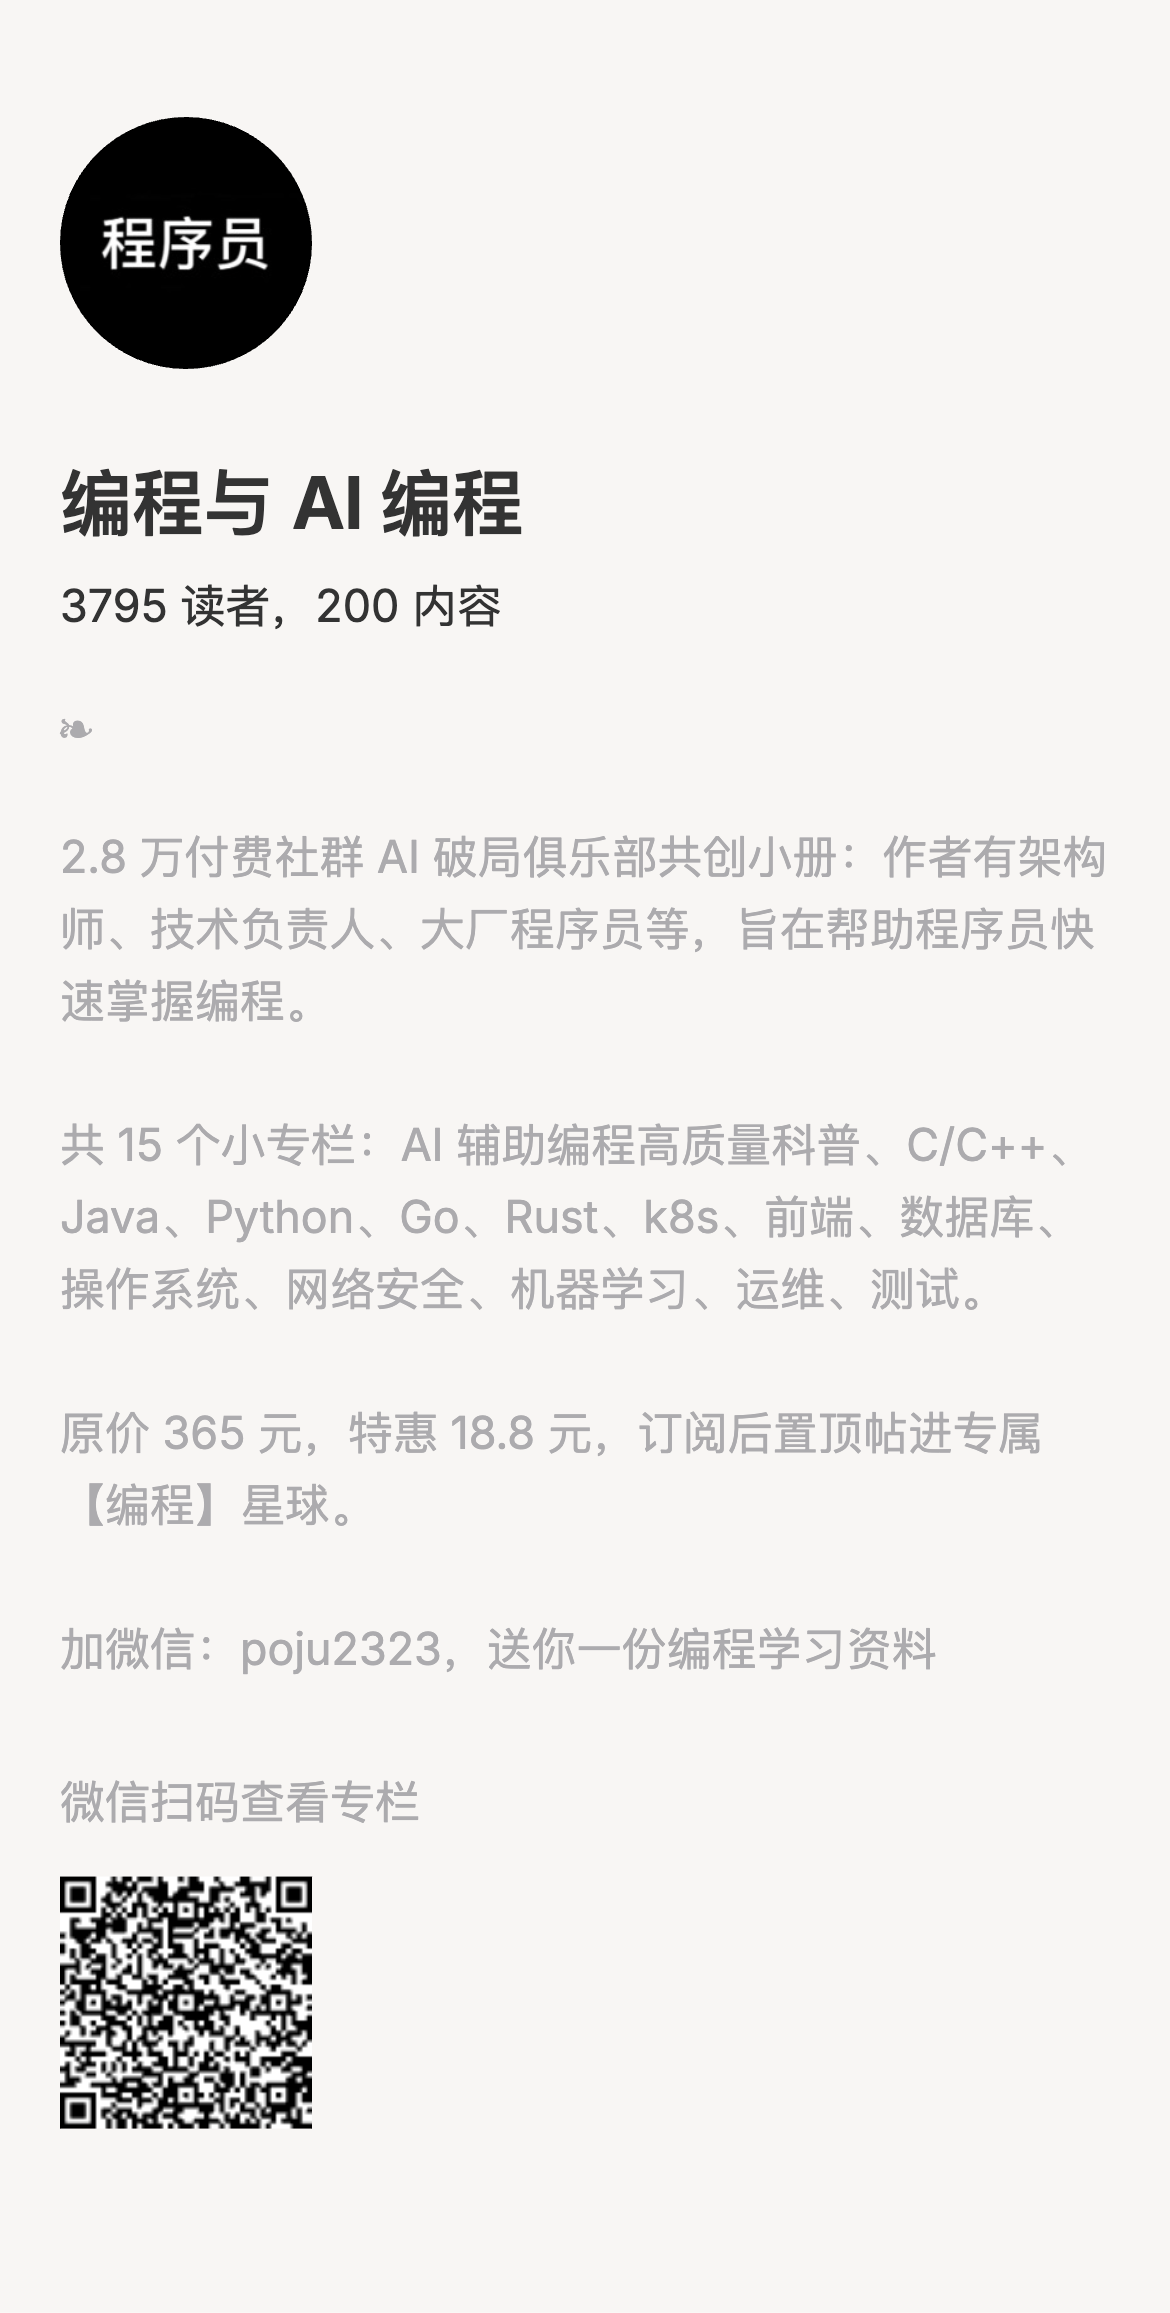 程序员
编程与 AI 编程
3795 读者，200 内容
❧
2.8 万付费社群 AI 破局俱乐部共创小册：作者有架构
师、技术负责人、大厂程序员等，旨在帮助程序员快
速掌握编程。
共 15 个小专栏：AI 辅助编程高质量科普、C/C++、
Java、Python、Go、Rust、k8s、前端、数据库、
操作系统、网络安全、机器学习、运维、测试。
原价 365 元，特惠 18.8 元，订阅后置顶帖进专属
【编程】星球。
加微信：poju2323，送你一份编程学习资料
微信扫码查看专栏